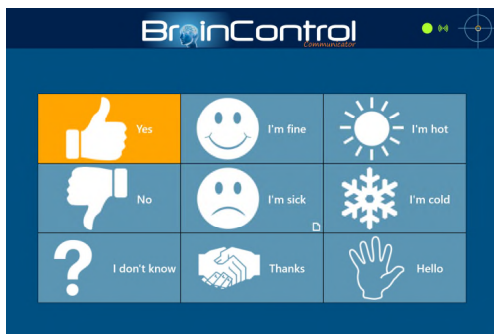 BrainControl
Communicator
Yes
I'm fine
I'm hot
No
I'm sick
I'm cold
I don't know
Thanks
Hello